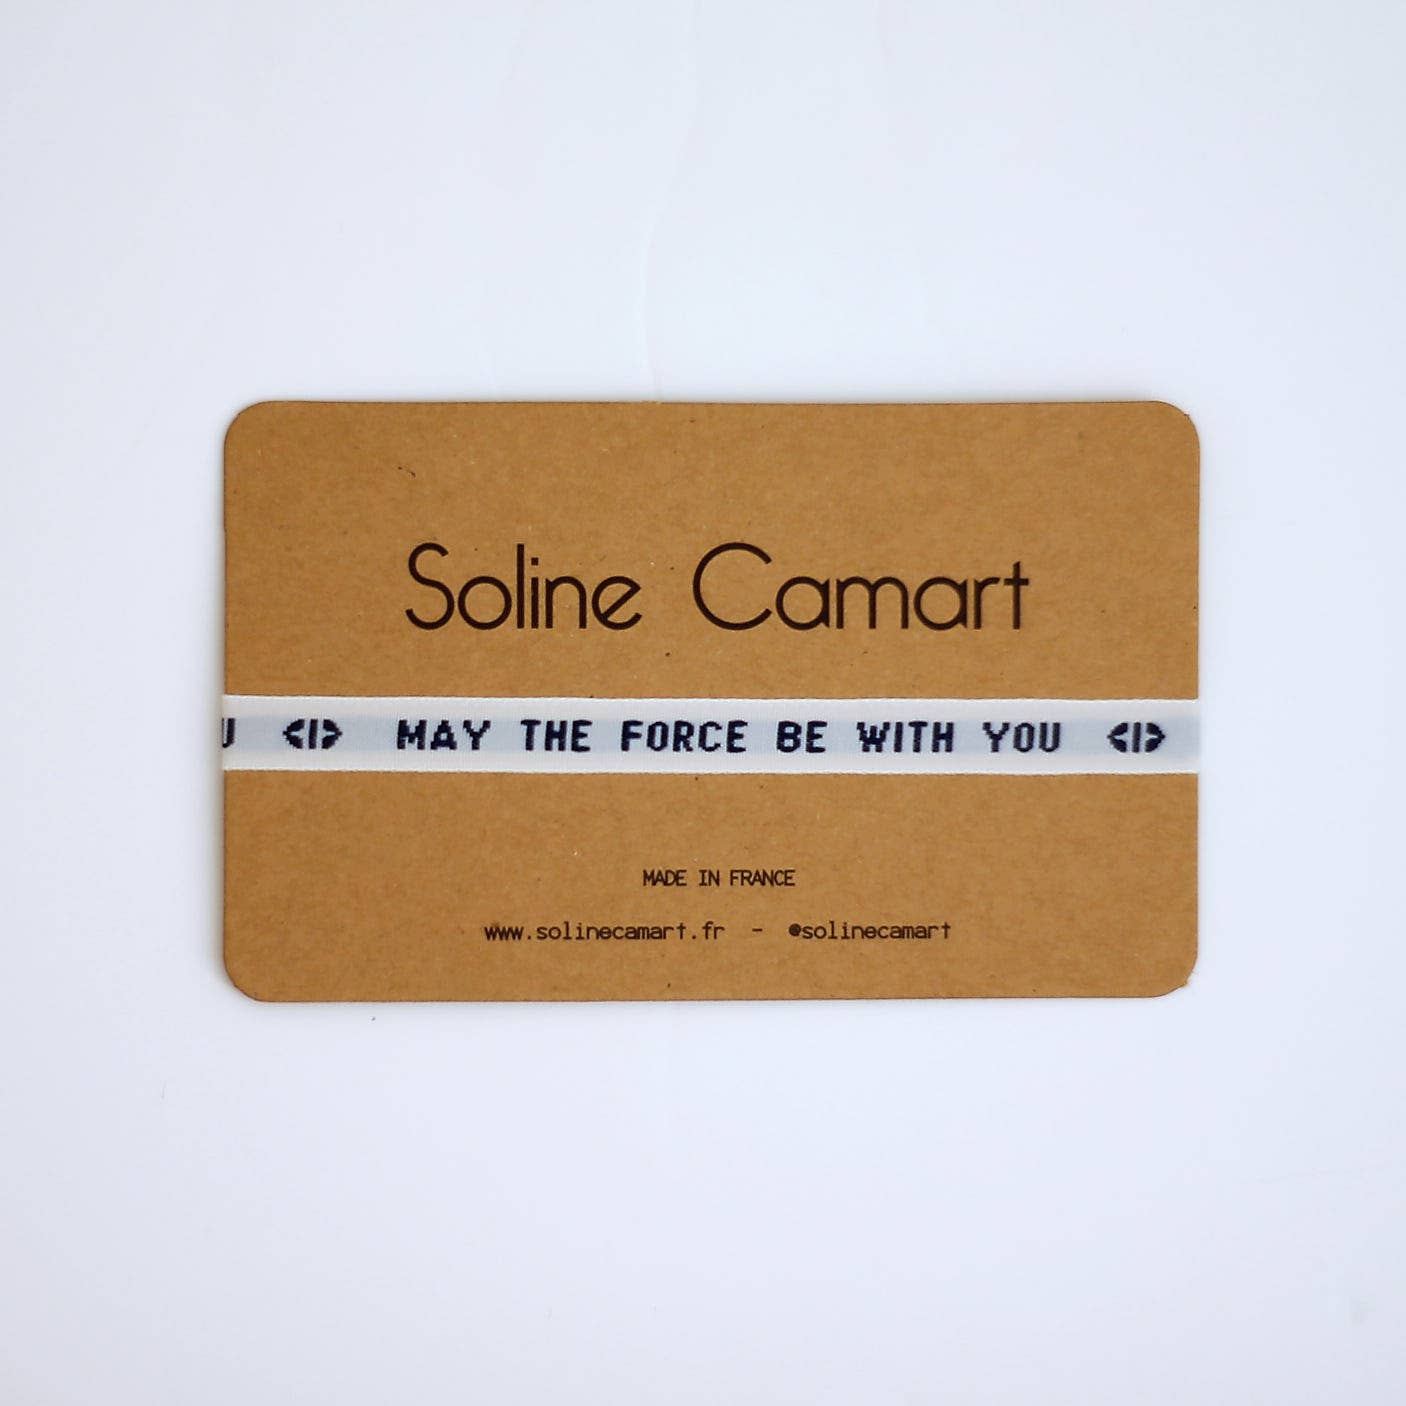 Soline Camart
U <I> MAY THE FORCE BE WITH YOU <I>
MADE IN FRANCE
www.solinecamart.fr - @solinecamart